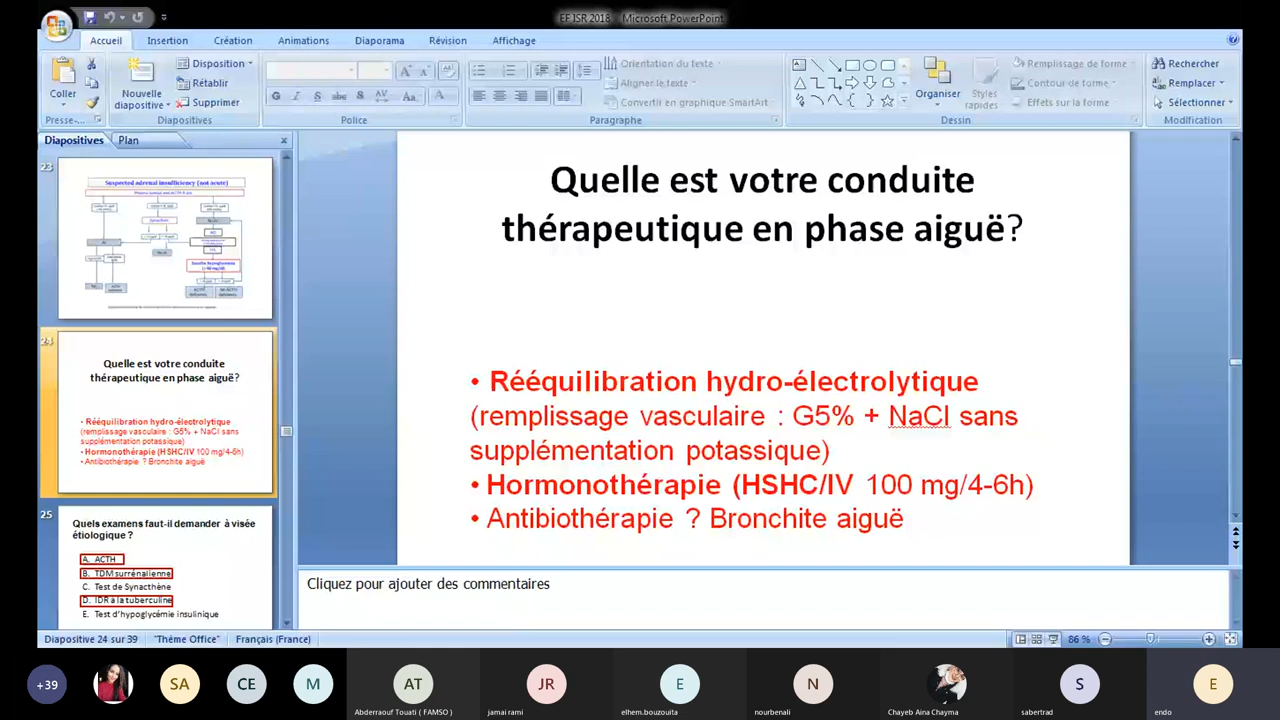 EF ISR 2018 - Microsoft PowerPoint
Accueil
Insertion
Création
Animations
Diaporama
Révision
Affichage
Coller
Presse-...
Nouvelle diapositive
Disposition
Rétablir
Supprimer
Diapositives
G I S abc S AV Aa A
Police
Orientation du texte
Aligner le texte
Convertir en graphique SmartArt
Paragraphe
Organiser
Styles rapides
Remplissage de forme
Contour de forme
Effets sur la forme
Dessin
Rechercher
Remplacer
Sélectionner
Modification
Diapositives
Plan
23
Suspected adrenal insufficiency (not acute)
24
Quelle est votre conduite
thérapeutique en phase aiguë?
• Rééquilibration hydro-électrolytique
(remplissage vasculaire : G5% + NaCl sans
supplémentation potassique)
• Hormonothérapie (HSHC/IV 100 mg/4-6h)
• Antibiothérapie ? Bronchite aiguë
25
Quels examens faut-il demander à visée
étiologique ?
A. ACTH
B. TDM surrénalienne
C. Test de Synacthène
D. IDR à la tuberculine
E. Test d'hypoglycémie insulinique
Quelle est votre conduite
thérapeutique en phase aiguë?
• Rééquilibration hydro-électrolytique
(remplissage vasculaire : G5% + NaCl sans
supplémentation potassique)
• Hormonothérapie (HSHC/IV 100 mg/4-6h)
• Antibiothérapie ? Bronchite aiguë
Cliquez pour ajouter des commentaires
Diapositive 24 sur 39
"Thème Office"
Français (France)
86 %
+39
SA
CE
M
AT
Abderraouf Touati ( FAMSO )
JR
jamai rami
E
elhem.bouzouita
N
nourbenali
Chayeb Aina Chayma
S
sabertrad
E
endo